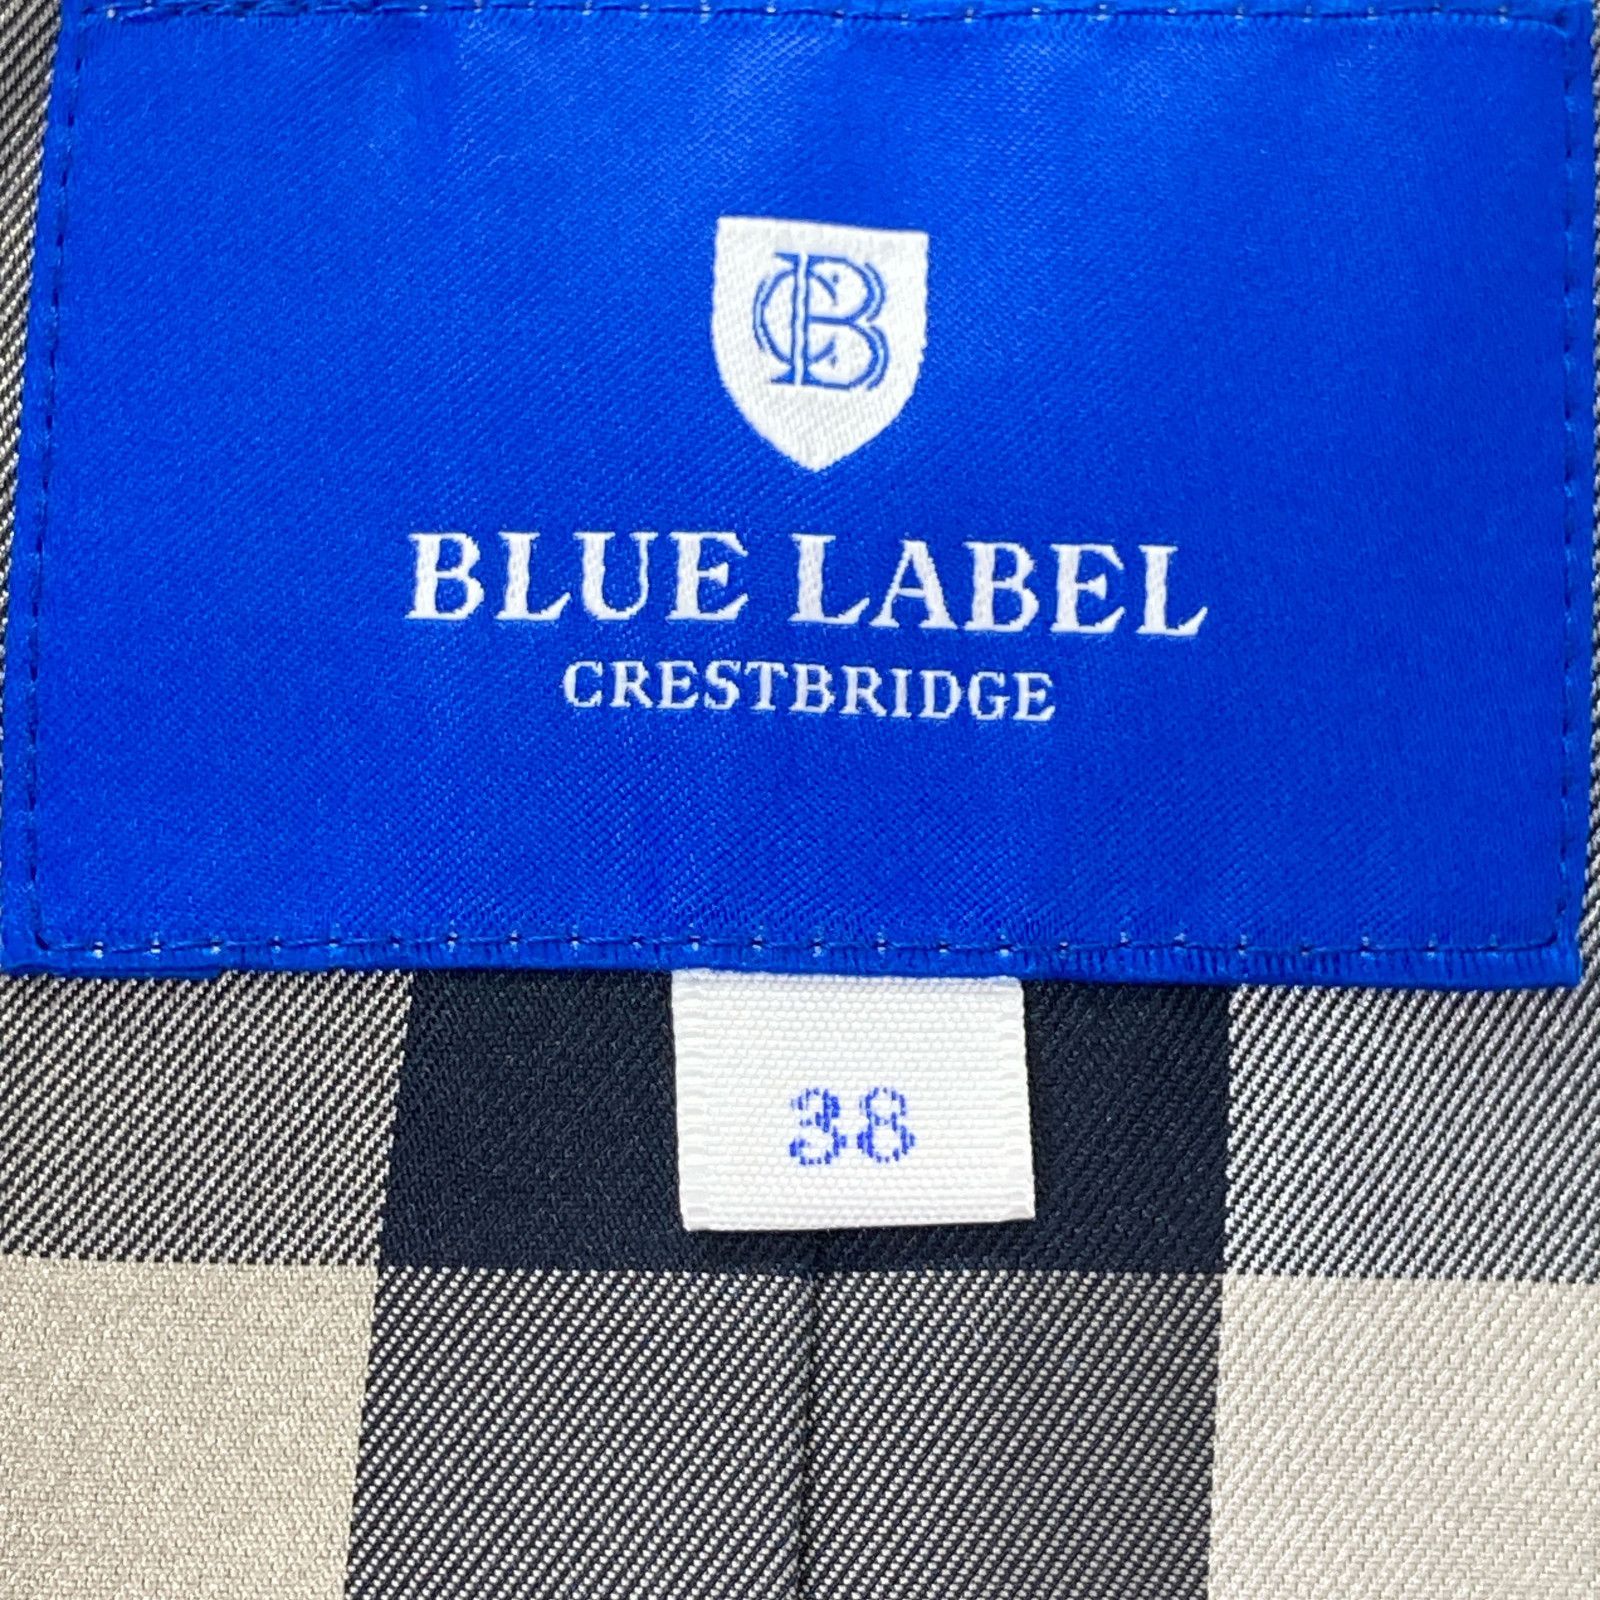 CB
BLUE LABEL
CRESTBRIDGE
38